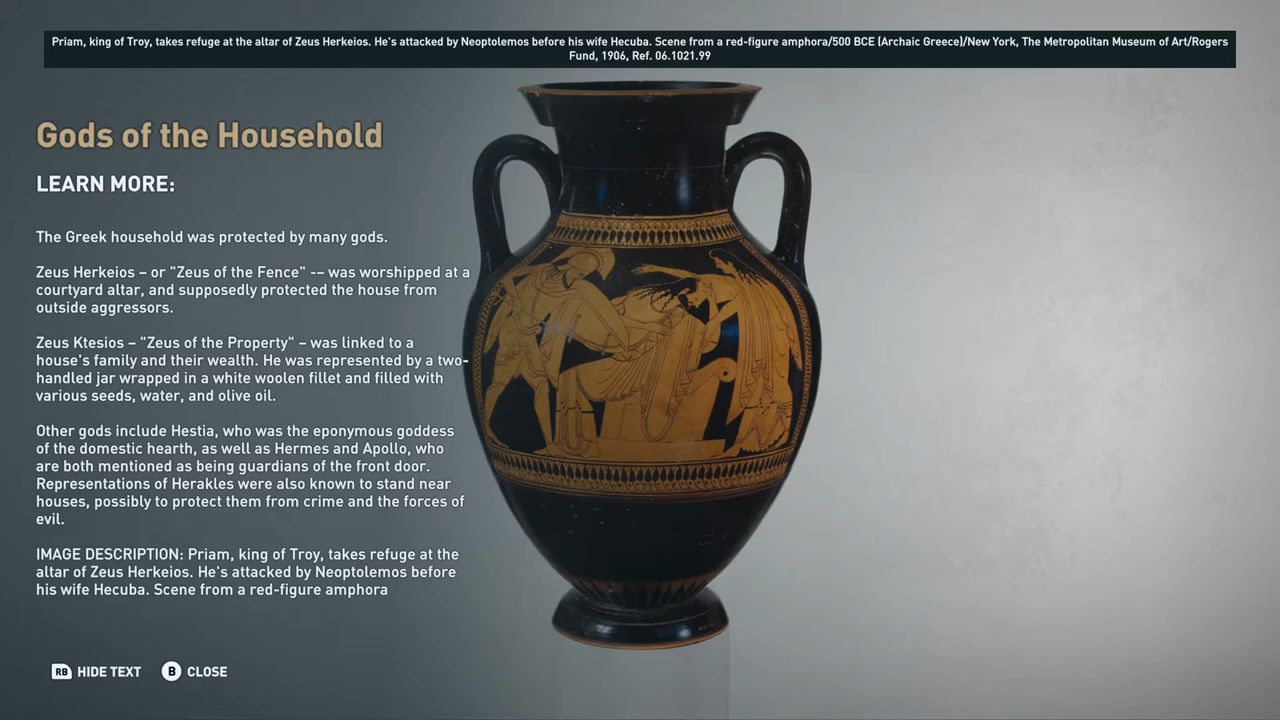 Priam, king of Troy, takes refuge at the altar of Zeus Herkeios. He's attacked by Neoptolemos before his wife Hecuba. Scene from a red-figure amphora/500 BCE (Archaic Greece)/New York, The Metropolitan Museum of Art/Rogers
Fund, 1906, Ref. 06.1021.99
Gods of the Household
LEARN MORE:
The Greek household was protected by many gods.
Zeus Herkeios – or "Zeus of the Fence" -– was worshipped at a
courtyard altar, and supposedly protected the house from
outside aggressors.
Zeus Ktesios – "Zeus of the Property" – was linked to a
house's family and their wealth. He was represented by a two-
handled jar wrapped in a white woolen fillet and filled with
various seeds, water, and olive oil.
Other gods include Hestia, who was the eponymous goddess
of the domestic hearth, as well as Hermes and Apollo, who
are both mentioned as being guardians of the front door.
Representations of Herakles were also known to stand near
houses, possibly to protect them from crime and the forces of
evil.
IMAGE DESCRIPTION: Priam, king of Troy, takes refuge at the
altar of Zeus Herkeios. He's attacked by Neoptolemos before
his wife Hecuba. Scene from a red-figure amphora
RB HIDE TEXT B CLOSE